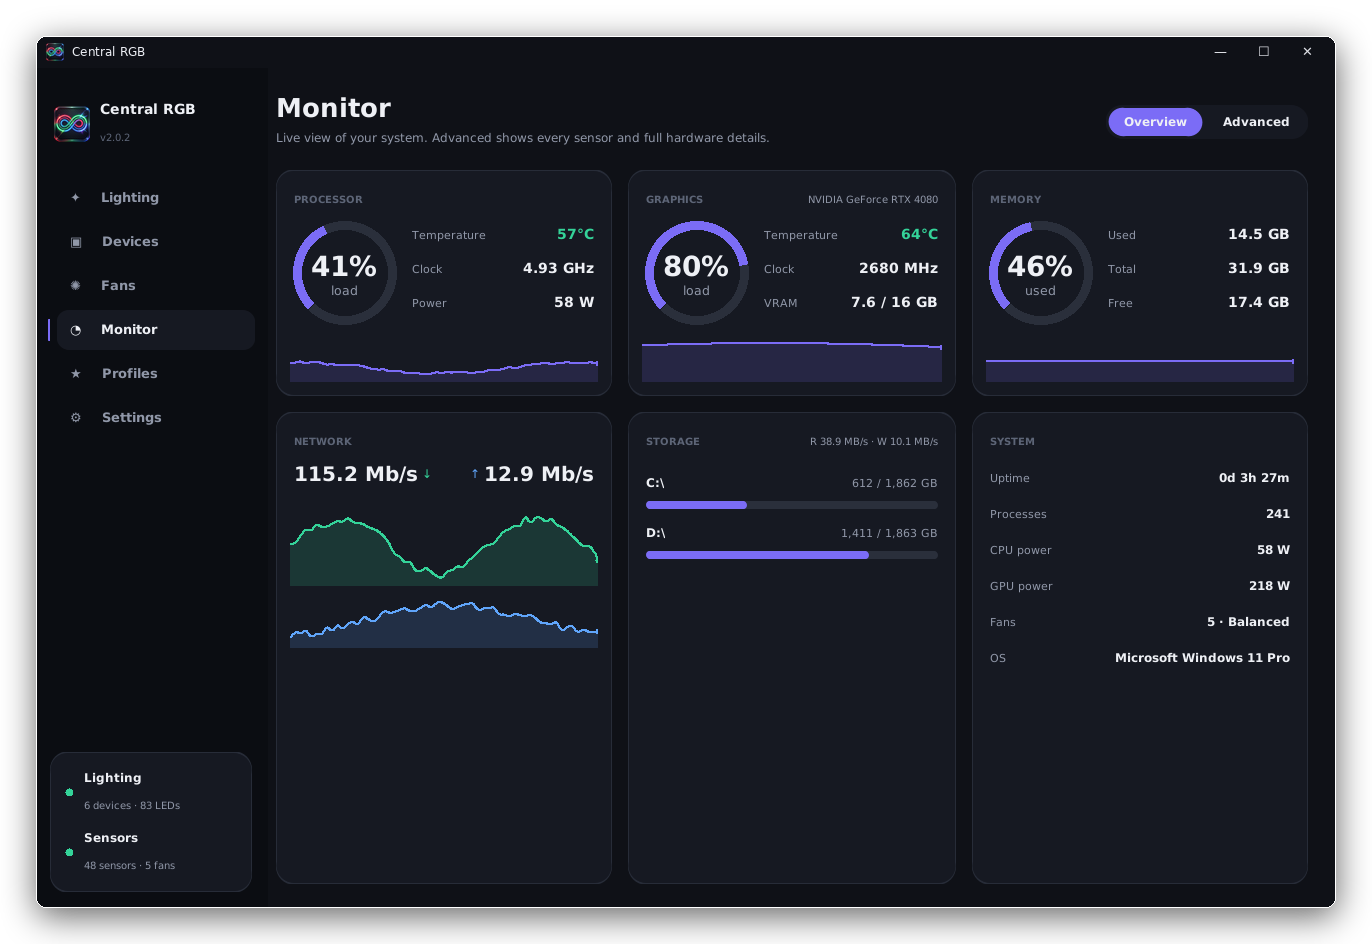 Central RGB
Central RGB
v2.0.2
Lighting
Devices
Fans
Monitor
Profiles
Settings
Lighting
6 devices · 83 LEDs
Sensors
48 sensors · 5 fans
Monitor
Live view of your system. Advanced shows every sensor and full hardware details.
Overview Advanced
PROCESSOR
41%
load
Temperature 57°C
Clock 4.93 GHz
Power 58 W
GRAPHICS NVIDIA GeForce RTX 4080
80%
load
Temperature 64°C
Clock 2680 MHz
VRAM 7.6 / 16 GB
MEMORY
46%
used
Used 14.5 GB
Total 31.9 GB
Free 17.4 GB
NETWORK
115.2 Mb/s ↓ ↑ 12.9 Mb/s
STORAGE R 38.9 MB/s · W 10.1 MB/s
C:\ 612 / 1,862 GB
D:\ 1,411 / 1,863 GB
SYSTEM
Uptime 0d 3h 27m
Processes 241
CPU power 58 W
GPU power 218 W
Fans 5 · Balanced
OS Microsoft Windows 11 Pro